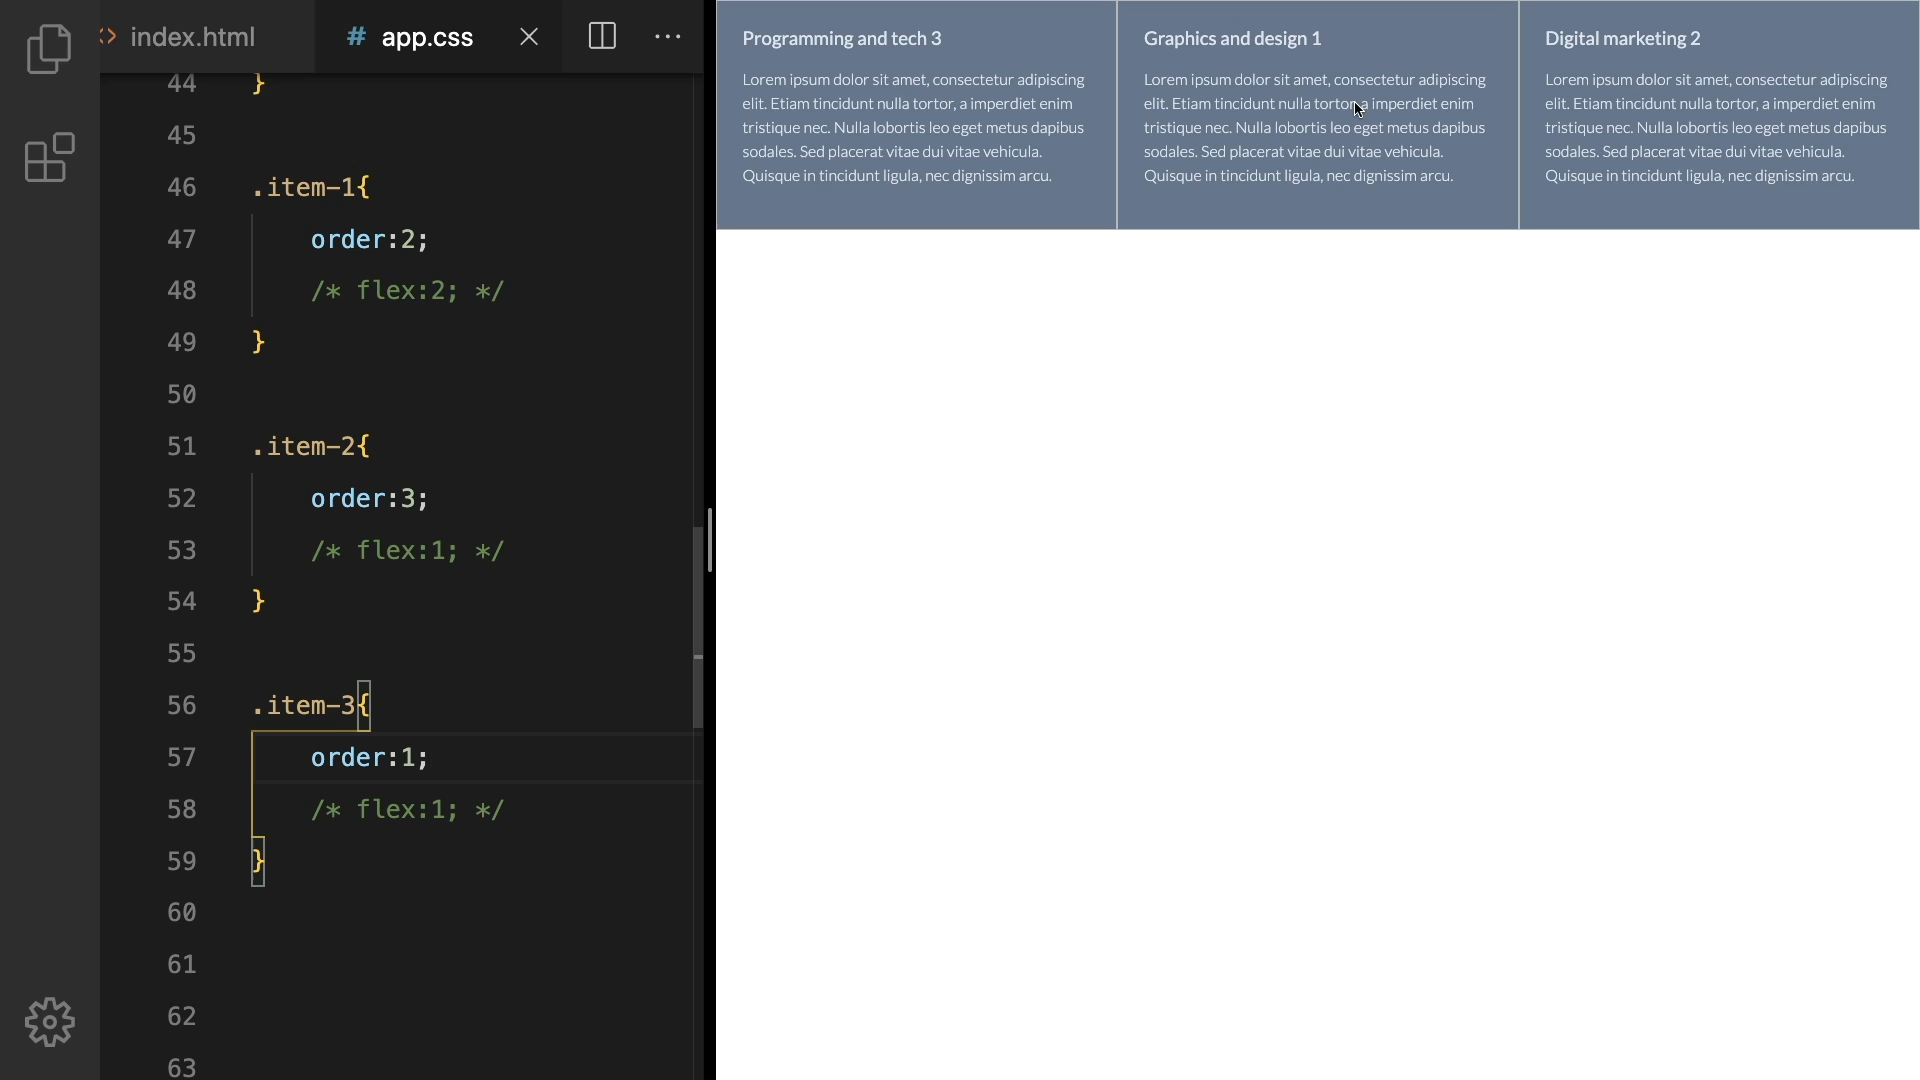 index.html
# app.css
44 }
45
46 .item-1{
47 order:2;
48 /* flex:2; */
49 }
50
51 .item-2{
52 order:3;
53 /* flex:1; */
54 }
55
56 .item-3{
57 order:1;
58 /* flex:1; */
59 }
60
61
62
63
Programming and tech 3
Lorem ipsum dolor sit amet, consectetur adipiscing
elit. Etiam tincidunt nulla tortor, a imperdiet enim
tristique nec. Nulla lobortis leo eget metus dapibus
sodales. Sed placerat vitae dui vitae vehicula.
Quisque in tincidunt ligula, nec dignissim arcu.
Graphics and design 1
Lorem ipsum dolor sit amet, consectetur adipiscing
elit. Etiam tincidunt nulla tortor, a imperdiet enim
tristique nec. Nulla lobortis leo eget metus dapibus
sodales. Sed placerat vitae dui vitae vehicula.
Quisque in tincidunt ligula, nec dignissim arcu.
Digital marketing 2
Lorem ipsum dolor sit amet, consectetur adipiscing
elit. Etiam tincidunt nulla tortor, a imperdiet enim
tristique nec. Nulla lobortis leo eget metus dapibus
sodales. Sed placerat vitae dui vitae vehicula.
Quisque in tincidunt ligula, nec dignissim arcu.